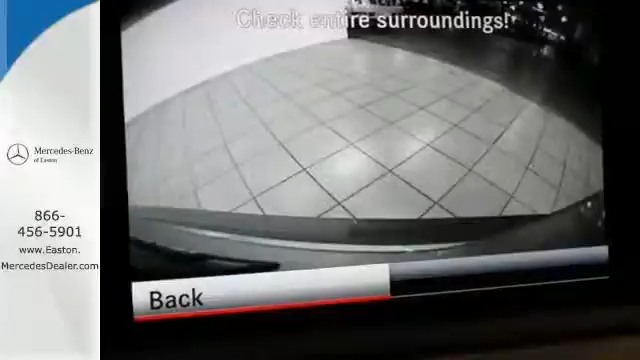 Check entire surroundings!
Mercedes-Benz
of Easton
866-
456-5901
www.Easton.
MercedesDealer.com
Back